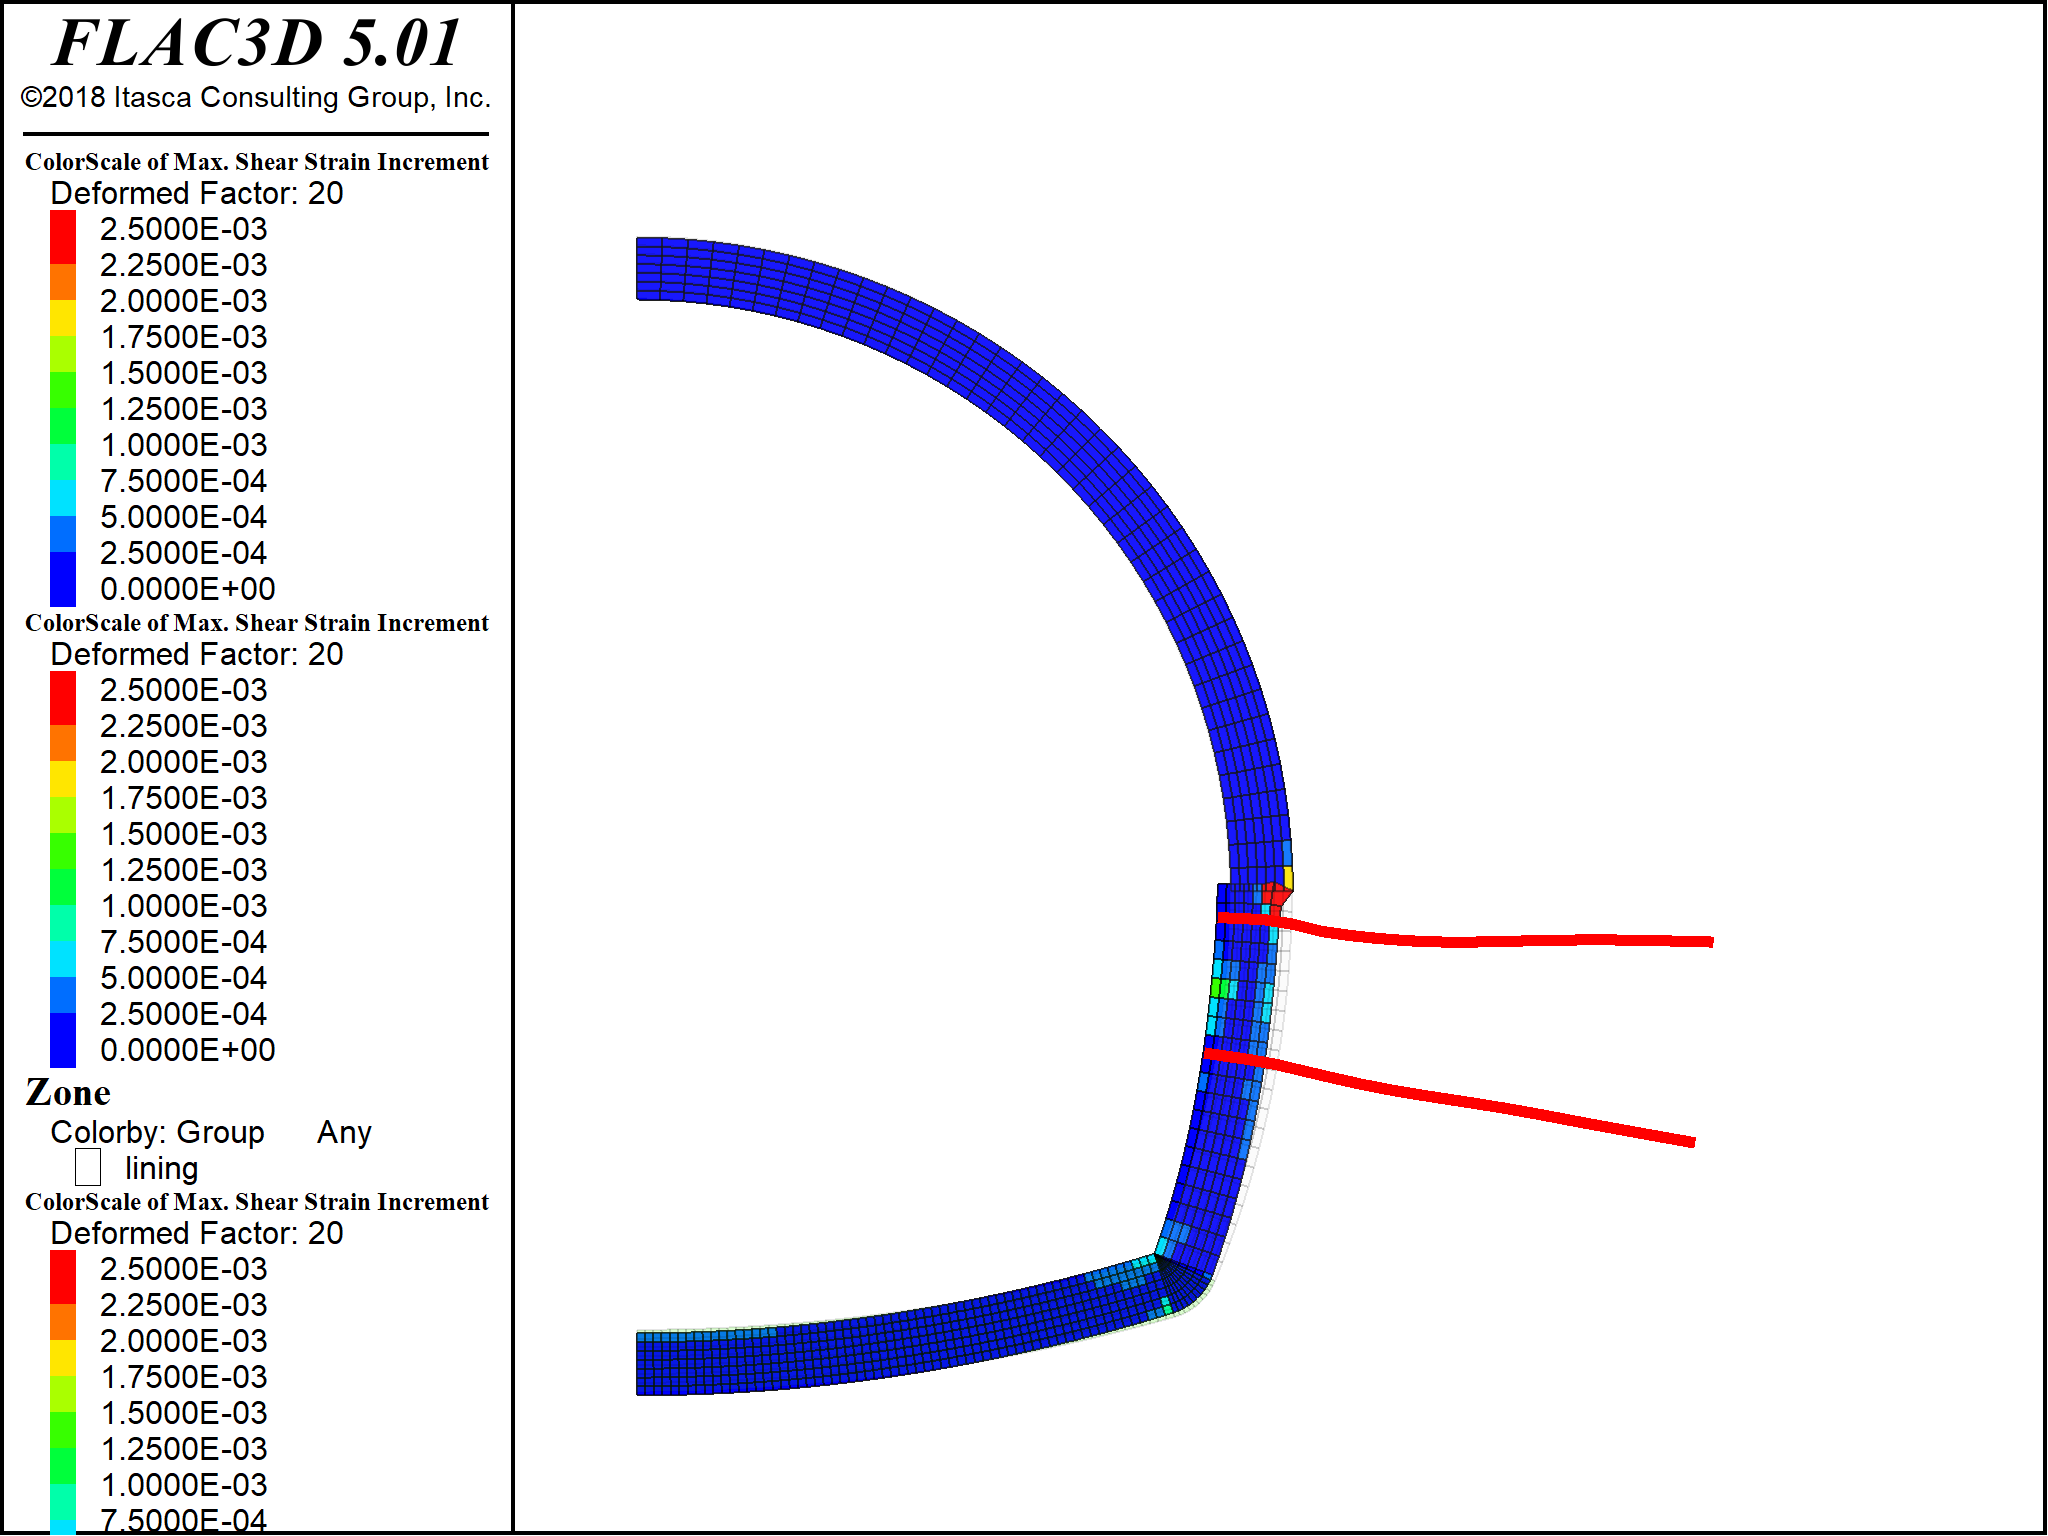 FLAC3D 5.01
©2018 Itasca Consulting Group, Inc.
ColorScale of Max. Shear Strain Increment
Deformed Factor: 20
2.5000E-03
2.2500E-03
2.0000E-03
1.7500E-03
1.5000E-03
1.2500E-03
1.0000E-03
7.5000E-04
5.0000E-04
2.5000E-04
0.0000E+00
ColorScale of Max. Shear Strain Increment
Deformed Factor: 20
2.5000E-03
2.2500E-03
2.0000E-03
1.7500E-03
1.5000E-03
1.2500E-03
1.0000E-03
7.5000E-04
5.0000E-04
2.5000E-04
0.0000E+00
Zone
Colorby: Group Any
lining
ColorScale of Max. Shear Strain Increment
Deformed Factor: 20
2.5000E-03
2.2500E-03
2.0000E-03
1.7500E-03
1.5000E-03
1.2500E-03
1.0000E-03
7.5000E-04